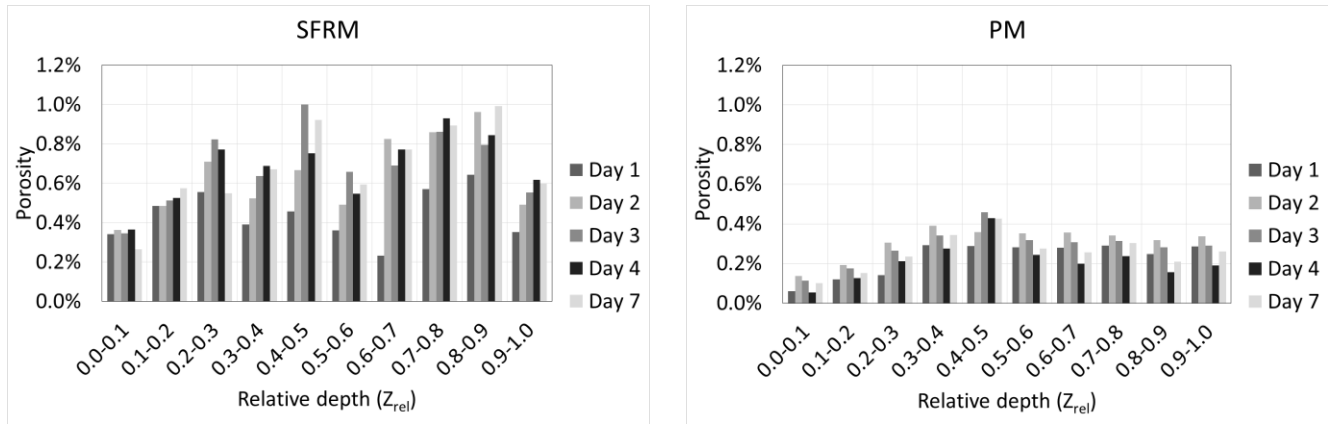 SFRM
1.2%
1.0%
0.8%
0.6%
0.4%
0.2%
0.0%
Porosity
0.0-0.1
0.1-0.2
0.2-0.3
0.3-0.4
0.4-0.5
0.5-0.6
0.6-0.7
0.7-0.8
0.8-0.9
0.9-1.0
Relative depth (Zrel)
Day 1
Day 2
Day 3
Day 4
Day 7
PM
1.2%
1.0%
0.8%
0.6%
0.4%
0.2%
0.0%
Porosity
0.0-0.1
0.1-0.2
0.2-0.3
0.3-0.4
0.4-0.5
0.5-0.6
0.6-0.7
0.7-0.8
0.8-0.9
0.9-1.0
Relative depth (Zrel)
Day 1
Day 2
Day 3
Day 4
Day 7